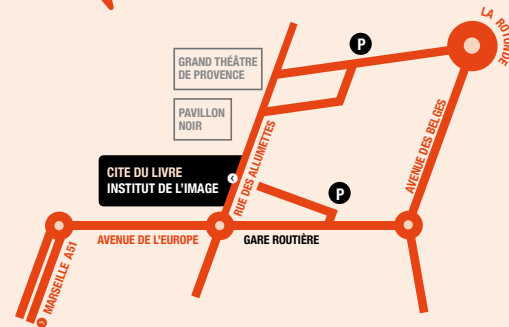 LA ROTONDE
P
GRAND THÉÂTRE
DE PROVENCE
PAVILLON
NOIR
AVENUE DES BELGES
RUE DES ALLUMETTES
CITE DU LIVRE
INSTITUT DE L'IMAGE
P
AVENUE DE L'EUROPE
GARE ROUTIÈRE
MARSEILLE A51